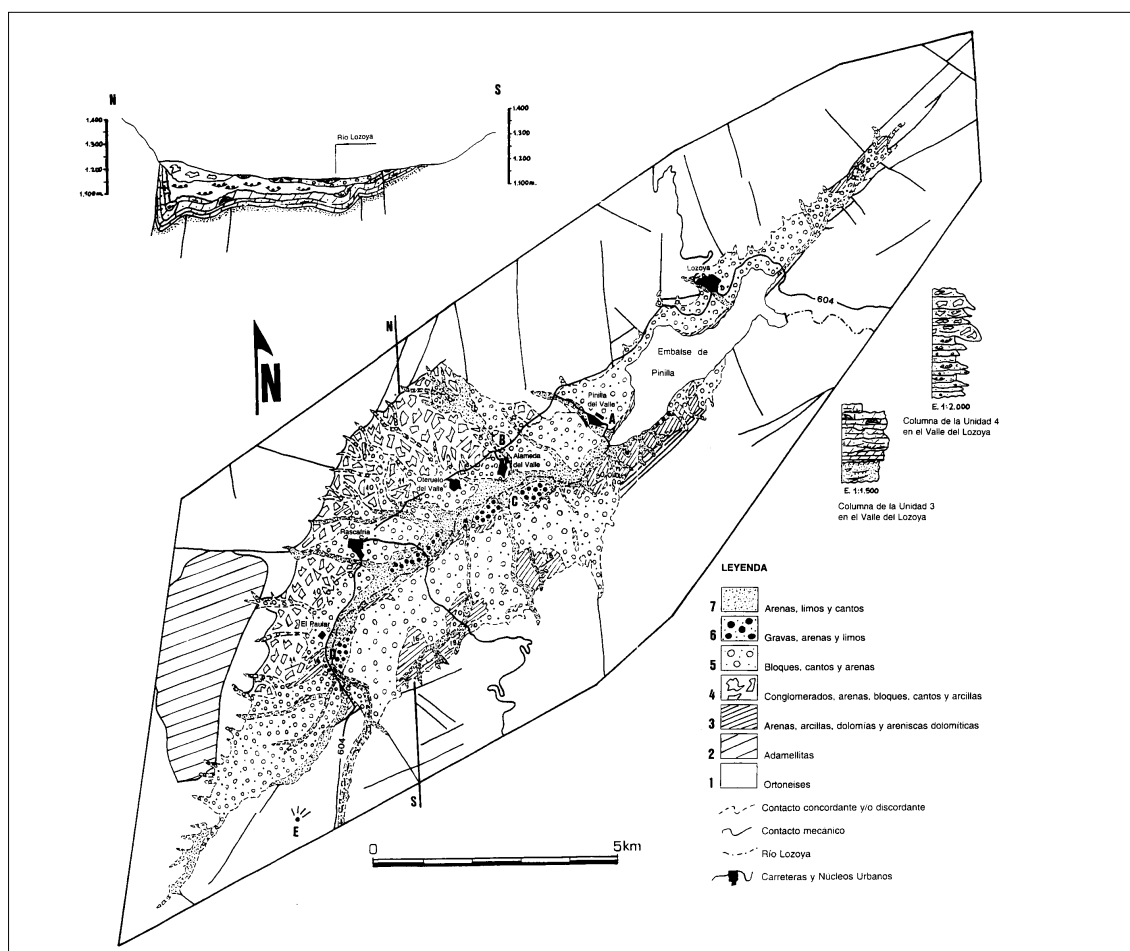 N
S
Río Lozoya
1.400
1.300
1.200
1.100 m.
1.400
1.300
1.200
1.100 m.
N
N
Lozoya
604
Embalse de
Pinilla
Pinilla
del Valle
A
B
Alameda
del Valle
Oteruelo
del Valle
C
Rascafria
El Paular
D
604
S
E
0
5km
E. 1:2.000
Columna de la Unidad 4
en el Valle del Lozoya
E. 1:1.500
Columna de la Unidad 3
en el Valle del Lozoya
LEYENDA
7 Arenas, limos y cantos
6 Gravas, arenas y limos
5 Bloques, cantos y arenas
4 Conglomerados, arenas, bloques, cantos y arcillas
3 Arenas, arcillas, dolomías y areniscas dolomíticas
2 Adamellitas
1 Ortoneises
Contacto concordante y/o discordante
Contacto mecánico
Río Lozoya
Carreteras y Núcleos Urbanos